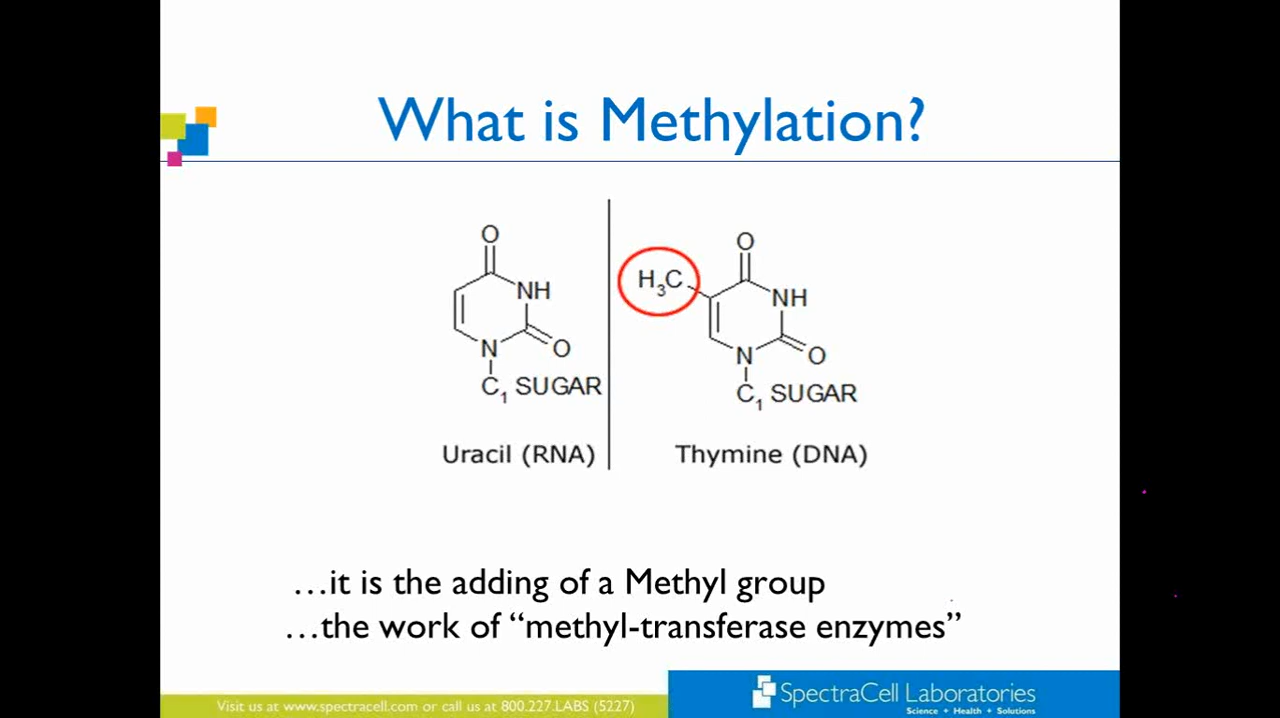 What is Methylation?
O
NH
N
O
C1 SUGAR
Uracil (RNA)
O
H3C
NH
N
O
C1 SUGAR
Thymine (DNA)
…it is the adding of a Methyl group
…the work of “methyl-transferase enzymes”
Visit us at www.spectracell.com or call us at 800.227.LABS (5227)
SpectraCell Laboratories
Science + Health + Solutions